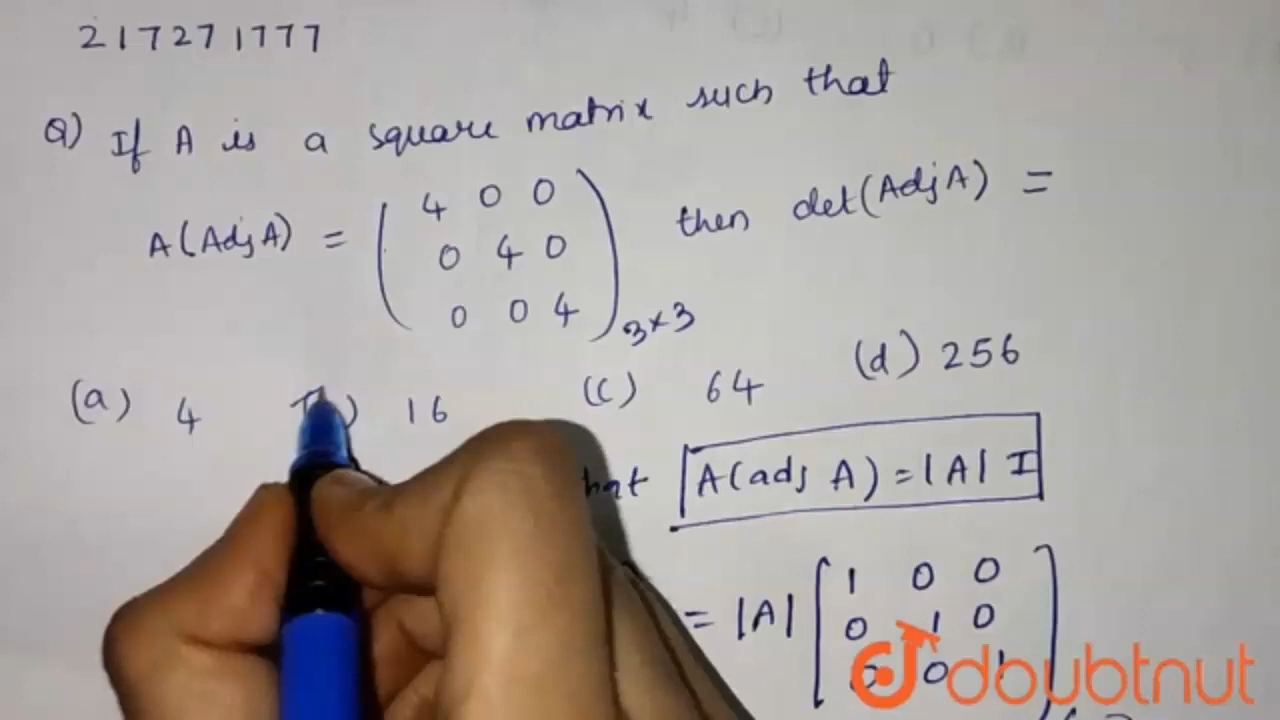 217271777
Q) If A is a square matrix such that
A(AdjA) = ( 4 0 0
0 4 0
0 0 4 )3×3 then det(AdjA) =
(a) 4 ) 16 (c) 64 (d) 256
A(adj A) = |A| I
= |A| [ 1 0 0
0 1 0
0 0 1 ]
doubtnut